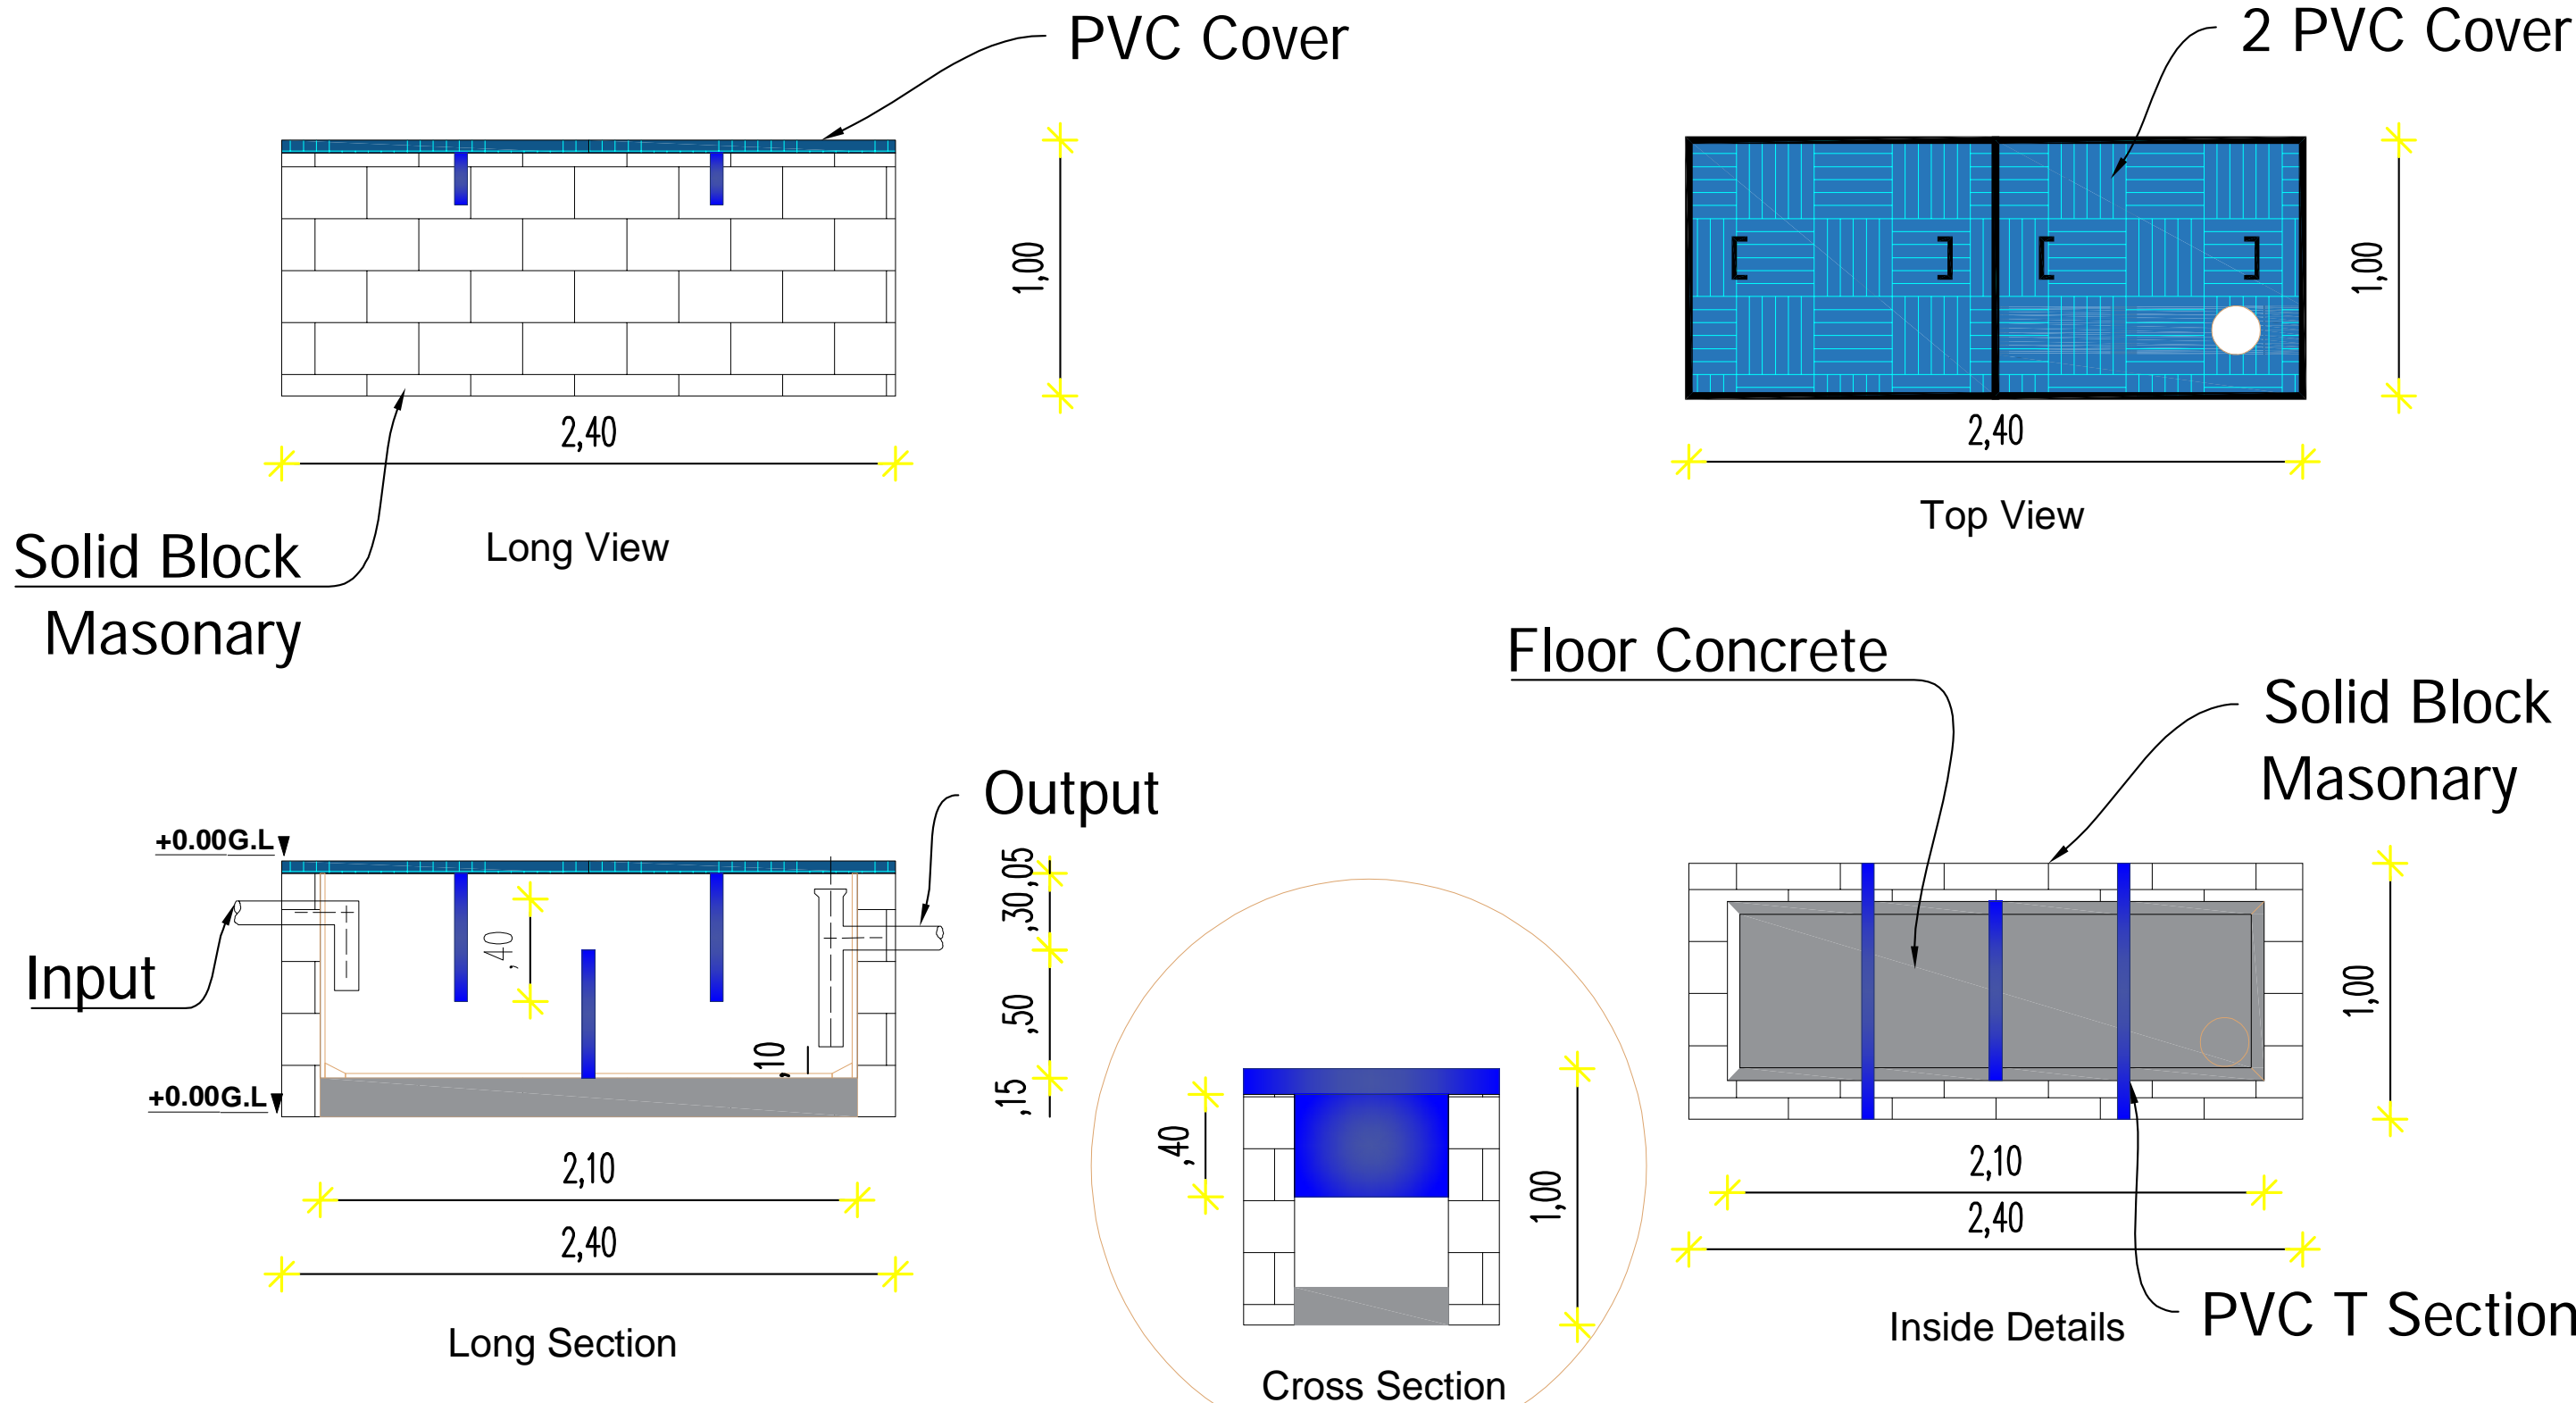 PVC Cover
1,00
2,40
Solid Block
Masonary
Long View
2 PVC Cover
1,00
2,40
Top View
+0.00G.L
Input
Output
,40
,10
,05
,30
,50
,15
+0.00G.L
2,10
2,40
Long Section
,40
1,00
Cross Section
Floor Concrete
Solid Block
Masonary
1,00
2,10
2,40
Inside Details
PVC T Section